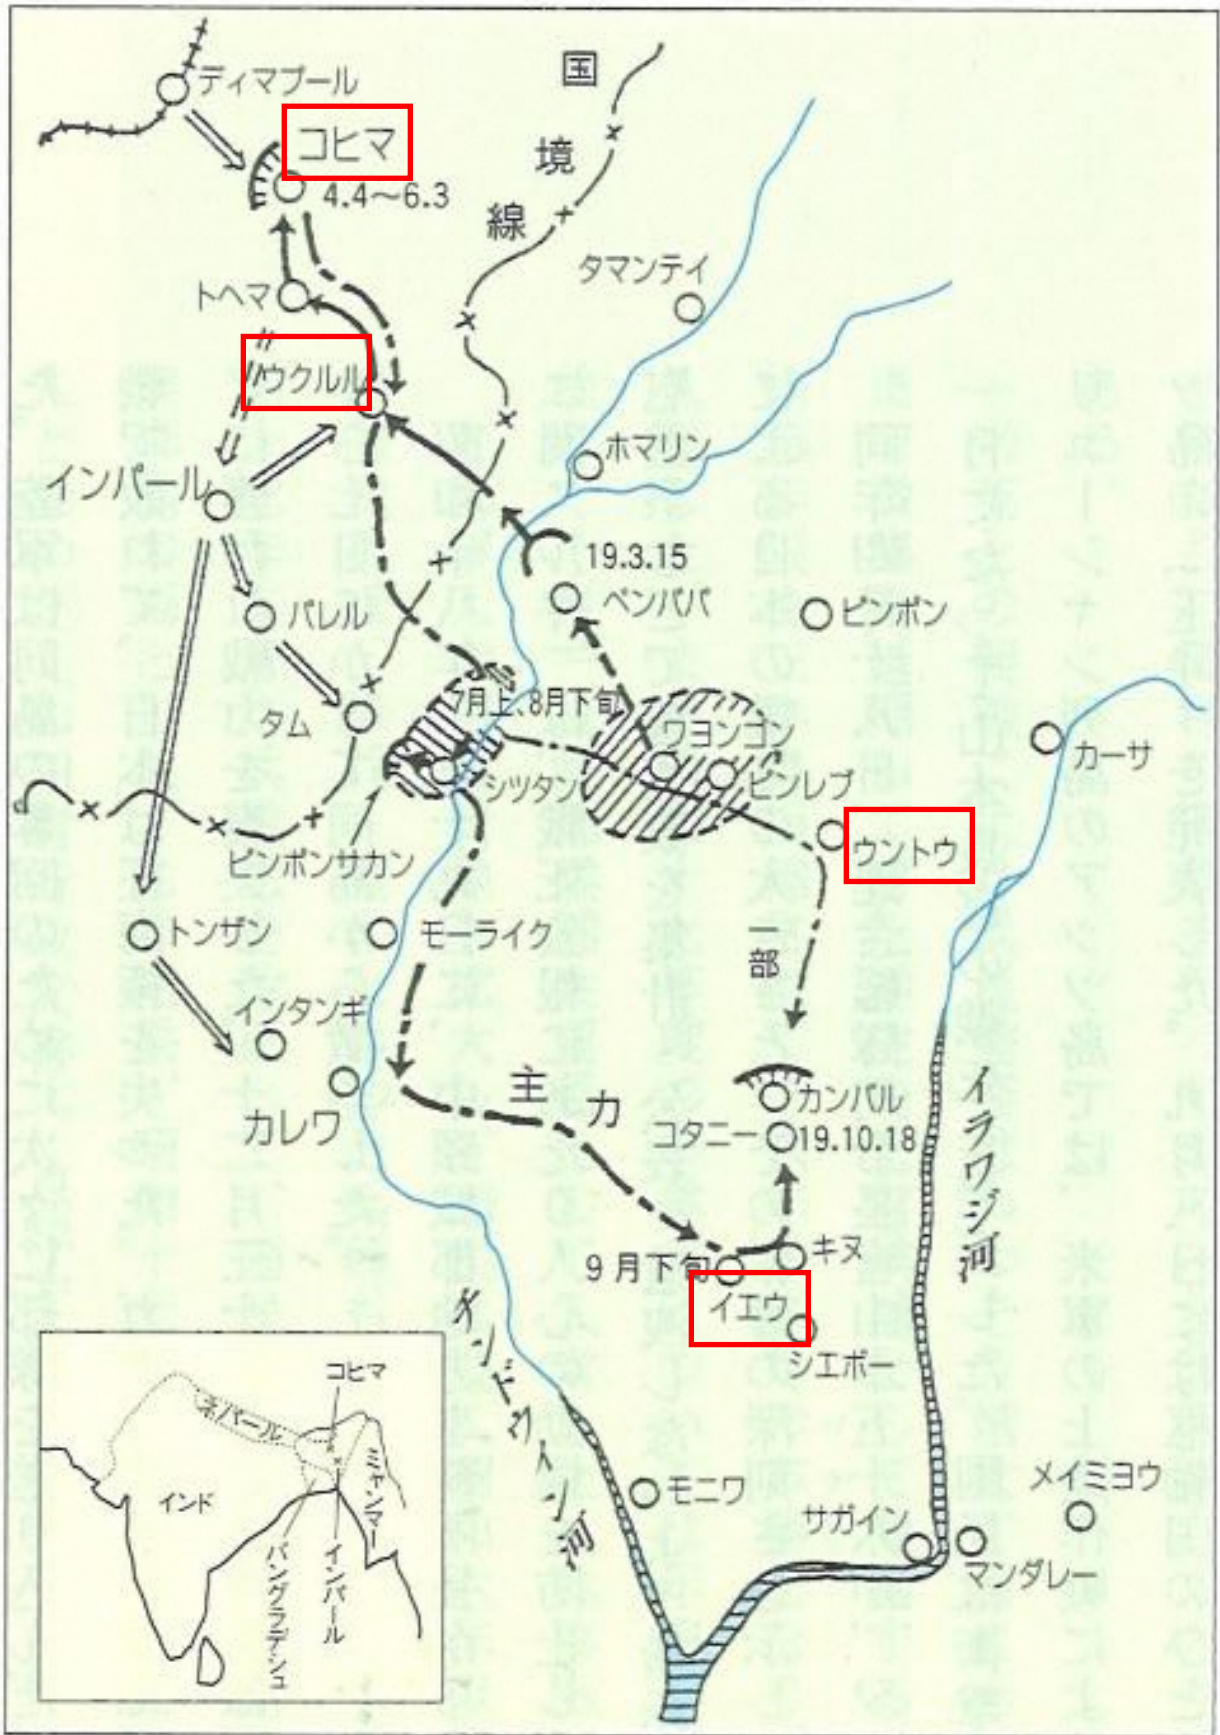 国境線
ディマプール
コヒマ
4.4〜6.3
トヘマ
タマンテイ
ウクルル
ホマリン
インパール
19.3.15
ペンパパ
ピンポン
パレル
タム
7月上、8月下旬
ワヨンゴン
カーサ
シッタン
ピンレブ
ウントウ
ピンポンサカン
トンザン
モーライク
一部
インタンギ
カレワ
主力
カンバル
コタニー
19.10.18
イラワジ河
キヌ
9月下旬
イエウ
シエボー
チンドウィン河
コヒマ
ネパール
ミャンマー
インド
バングラデシュ
インパール
モニワ
メイミヨウ
サガイン
マンダレー